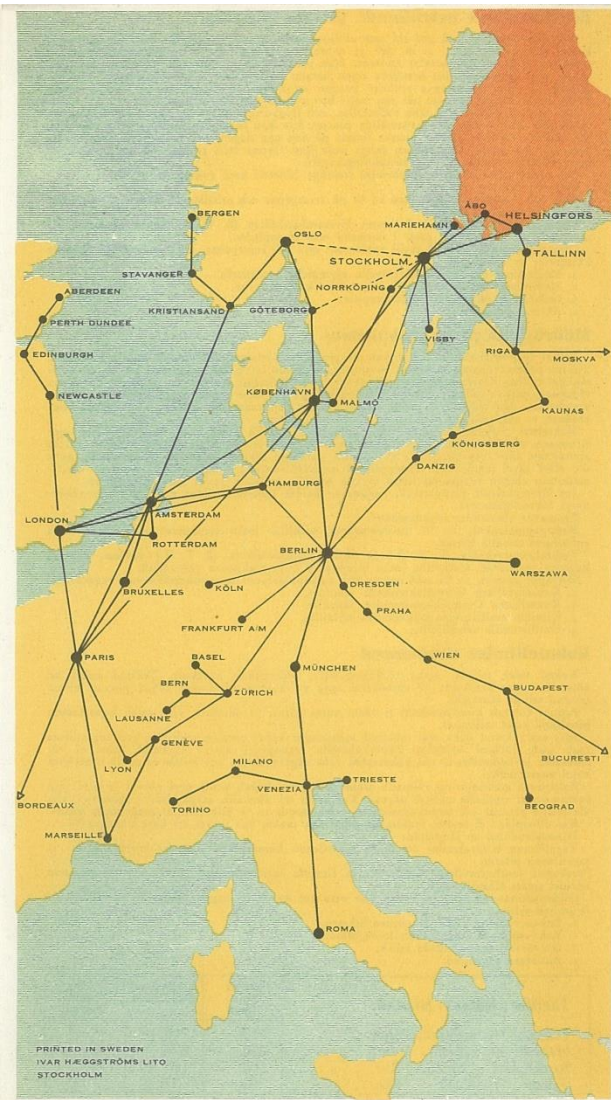 BERGEN
OSLO
ÅBO
HELSINGFORS
MARIEHAMN
STOCKHOLM
TALLINN
STAVANGER
NORRKÖPING
ABERDEEN
KRISTIANSAND
GÖTEBORG
PERTH DUNDEE
VISBY
RIGA
MOSKVA
EDINBURGH
NEWCASTLE
KØBENHAVN
MALMÖ
KAUNAS
KÖNIGSBERG
DANZIG
HAMBURG
LONDON
AMSTERDAM
ROTTERDAM
BERLIN
WARSZAWA
BRUXELLES
KÖLN
DRESDEN
PRAHA
FRANKFURT A/M
PARIS
BASEL
MÜNCHEN
WIEN
BERN
ZÜRICH
BUDAPEST
LAUSANNE
GENÈVE
LYON
MILANO
BUCURESTI
VENEZIA
TRIESTE
BORDEAUX
TORINO
BEOGRAD
MARSEILLE
ROMA
PRINTED IN SWEDEN
IVAR HÆGGSTRÖMS LITO
STOCKHOLM